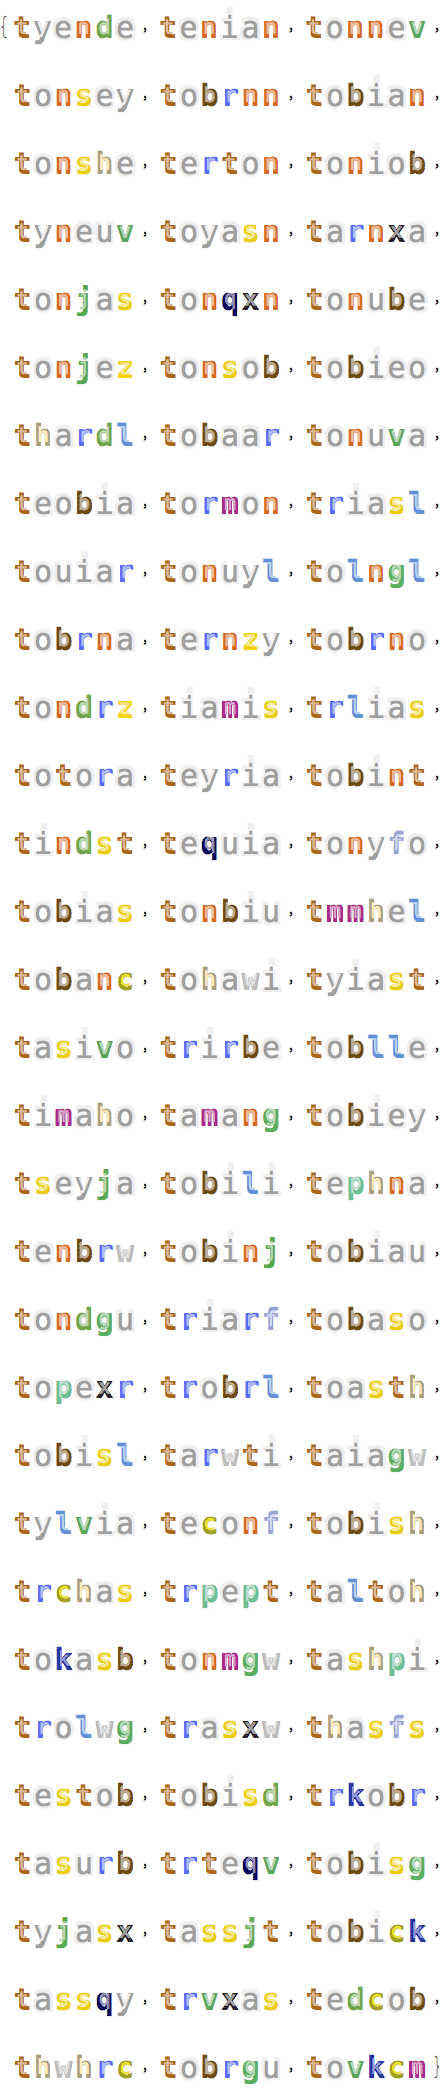 {tyende, tenian, tonnev,
tonsey, tobrnn, tobian,
tonshe, terton, toniob,
tyneuv, toyasn, tarnxa,
tonjas, tonqxn, tonube,
tonjez, tonsob, tobieo,
thardl, tobaar, tonuva,
teobia, tormon, triasl,
touiar, tonuyl, tolngl,
tobrna, ternzy, tobrno,
tondrz, tiamis, trlias,
totora, teyria, tobint,
tindst, tequia, tonyfo,
tobias, tonbiu, tmmhel,
tobanc, tohawi, tyiast,
tasivo, trirbe, toblle,
timaho, tamang, tobiey,
tseyja, tobili, tephna,
tenbrw, tobinj, tobiau,
tondgu, triarf, tobaso,
topexr, trobrl, toasth,
tobisl, tarwti, taiagw,
tylvia, teconf, tobish,
trchas, trpept, taltoh,
tokasb, tonmgw, tashpi,
trolwg, trasxw, thasfs,
testob, tobisd, trkobr,
tasurb, trteqv, tobisg,
tyjasx, tassjt, tobick,
tassqy, trvxas, tedcob,
thwhrc, tobrgu, tovkcm}